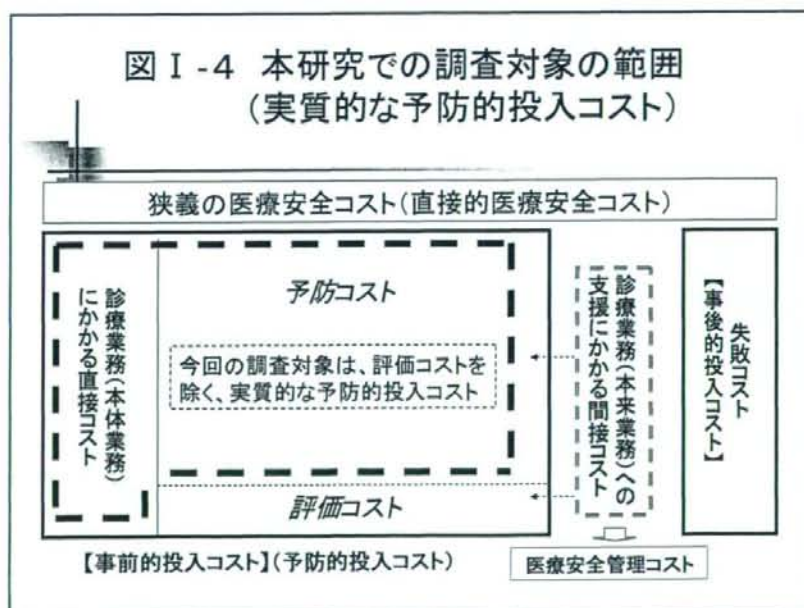 図Ⅰ-4 本研究での調査対象の範囲
(実質的な予防的投入コスト)
狭義の医療安全コスト(直接的医療安全コスト)
診療業務(本体業務)
にかかる直接コスト
予防コスト
今回の調査対象は、評価コストを
除く、実質的な予防的投入コスト
評価コスト
診療業務(本来業務)への
支援にかかる間接コスト
失敗コスト
【事後的投入コスト】
【事前的投入コスト】(予防的投入コスト)
医療安全管理コスト